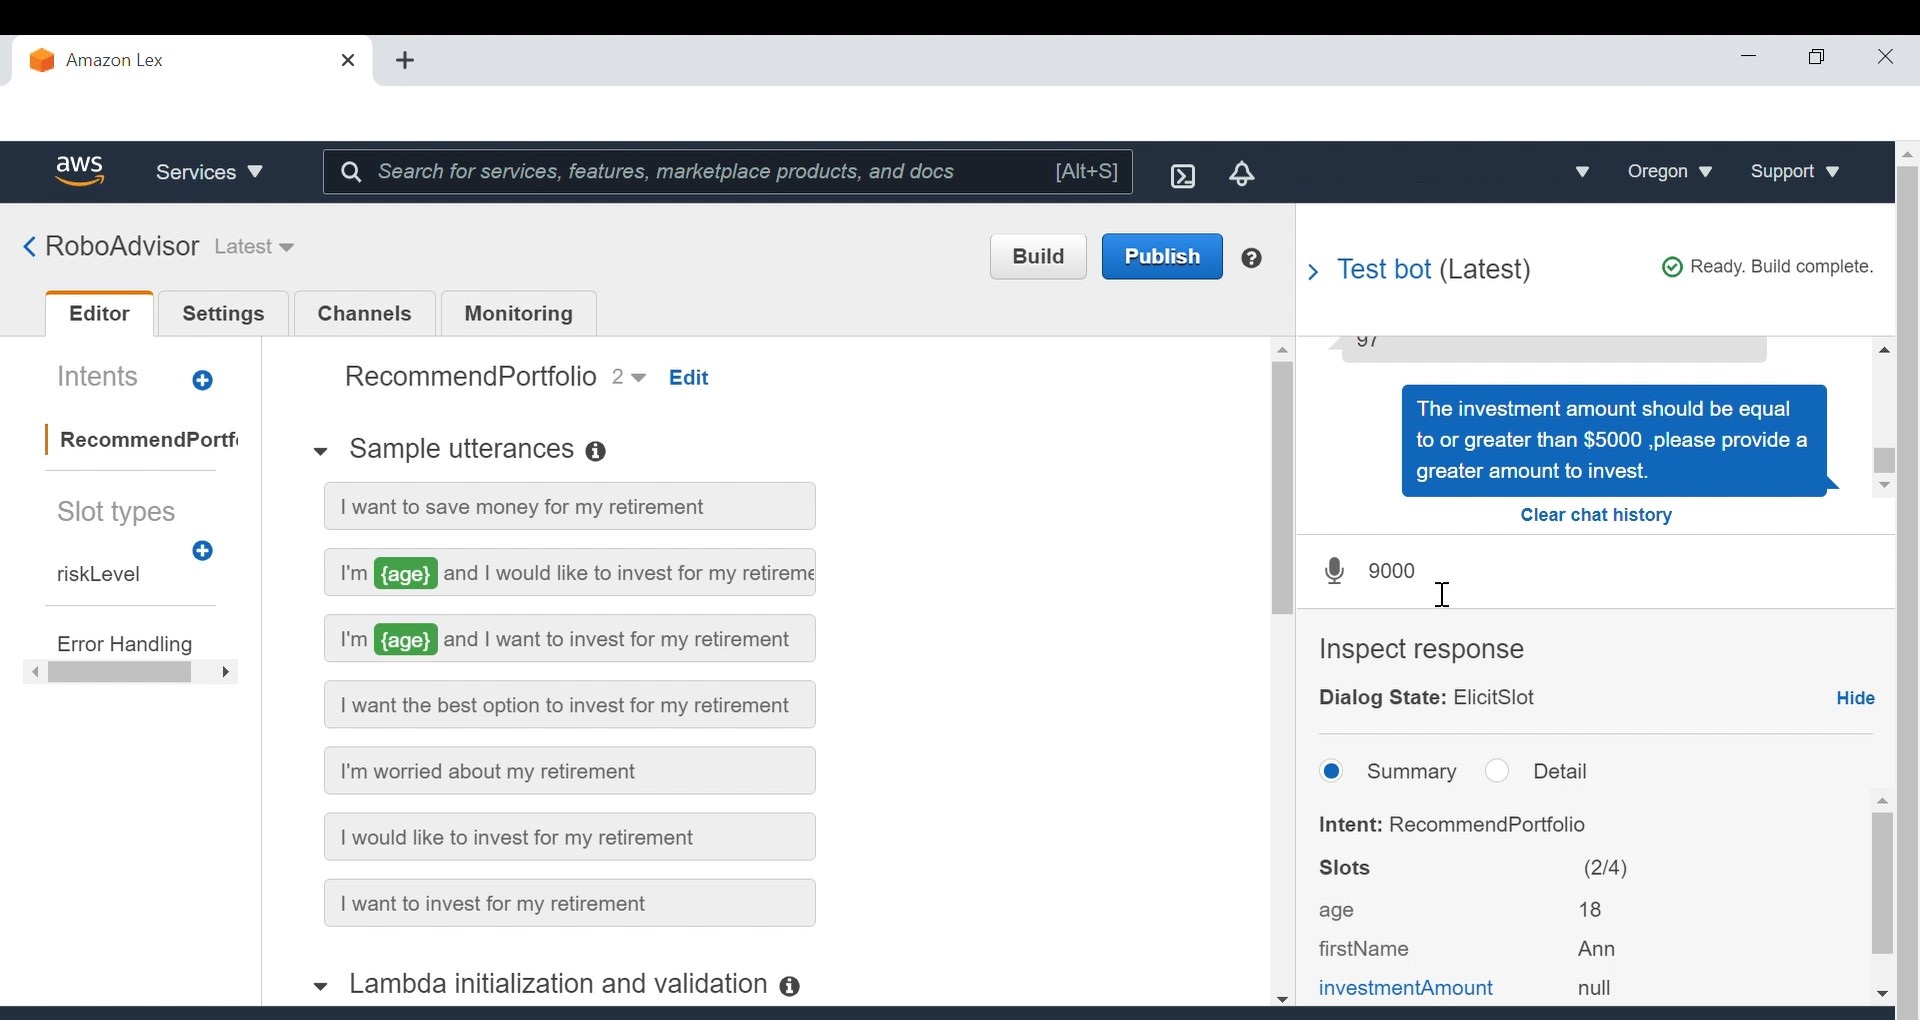 Amazon Lex
aws
Services
Search for services, features, marketplace products, and docs
[Alt+S]
Oregon
Support
RoboAdvisor Latest
Build
Publish
Test bot (Latest)
Ready. Build complete.
Editor
Settings
Channels
Monitoring
Intents
RecommendPortf
Slot types
riskLevel
Error Handling
RecommendPortfolio 2 Edit
Sample utterances
I want to save money for my retirement
I'm {age} and I would like to invest for my retireme
I'm {age} and I want to invest for my retirement
I want the best option to invest for my retirement
I'm worried about my retirement
I would like to invest for my retirement
I want to invest for my retirement
Lambda initialization and validation
97
The investment amount should be equal
to or greater than $5000 ,please provide a
greater amount to invest.
Clear chat history
9000
Inspect response
Dialog State: ElicitSlot
Hide
Summary
Detail
Intent: RecommendPortfolio
Slots (2/4)
age 18
firstName Ann
investmentAmount null